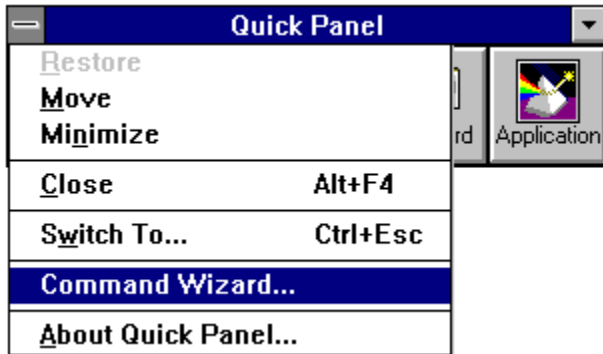 Quick Panel
Restore
Move
Minimize
rd
Application
Close Alt+F4
Switch To... Ctrl+Esc
Command Wizard...
About Quick Panel...